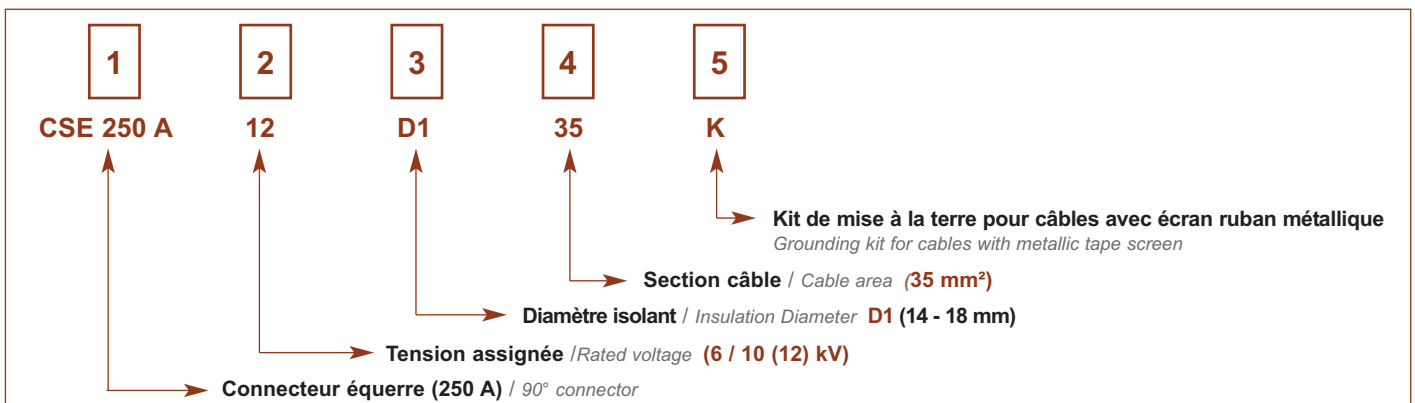 1 2 3 4 5
CSE 250 A 12 D1 35 K
Kit de mise à la terre pour câbles avec écran ruban métallique
Grounding kit for cables with metallic tape screen
Section câble / Cable area (35 mm²)
Diamètre isolant / Insulation Diameter D1 (14 - 18 mm)
Tension assignée /Rated voltage (6 / 10 (12) kV)
Connecteur équerre (250 A) / 90° connector